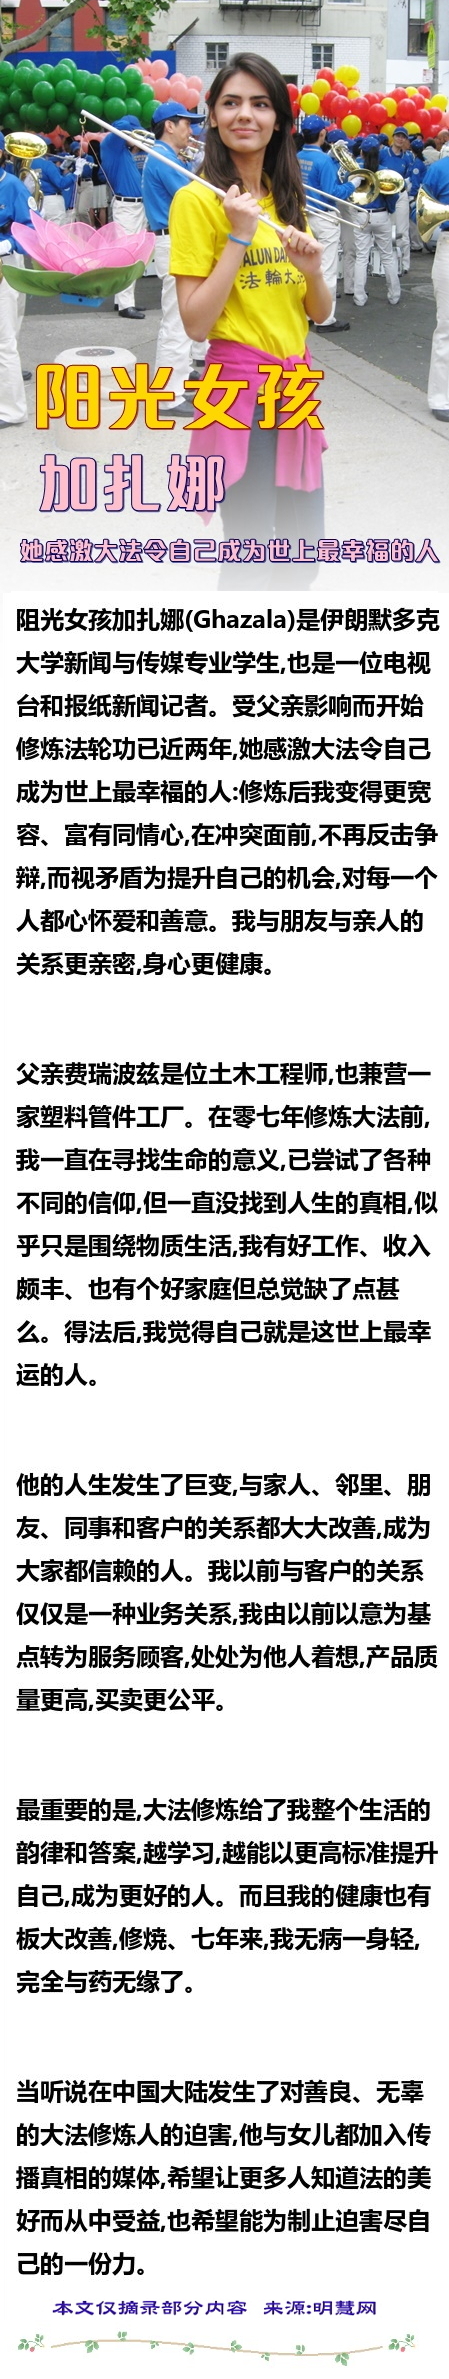 ALUN DA
法輪大
阳光女孩
加扎娜
她感激大法令自己成为世上最幸福的人
阻光女孩加扎娜(Ghazala)是伊朗默多克
大学新闻与传媒专业学生,也是一位电视
台和报纸新闻记者。受父亲影响而开始
修炼法轮功已近两年,她感激大法令自己
成为世上最幸福的人:修炼后我变得更宽
容、富有同情心,在冲突面前,不再反击争
辩,而视矛盾为提升自己的机会,对每一个
人都心怀爱和善意。我与朋友与亲人的
关系更亲密,身心更健康。
父亲费瑞波兹是位土木工程师,也兼营一
家塑料管件工厂。在零七年修炼大法前,
我一直在寻找生命的意义,已尝试了各种
不同的信仰,但一直没找到人生的真相,似
乎只是围绕物质生活,我有好工作、收入
颇丰、也有个好家庭但总觉缺了点甚
么。得法后,我觉得自己就是这世上最幸
运的人。
他的人生发生了巨变,与家人、邻里、朋
友、同事和客户的关系都大大改善,成为
大家都信赖的人。我以前与客户的关系
仅仅是一种业务关系,我由以前以意为基
点转为服务顾客,处处为他人着想,产品质
量更高,买卖更公平。
最重要的是,大法修炼给了我整个生活的
韵律和答案,越学习,越能以更高标准提升
自己,成为更好的人。而且我的健康也有
板大改善,修焼、七年来,我无病一身轻,
完全与药无缘了。
当听说在中国大陆发生了对善良、无辜
的大法修炼人的迫害,他与女儿都加入传
播真相的媒体,希望让更多人知道法的美
好而从中受益,也希望能为制止迫害尽自
己的一份力。
本文仅摘录部分内容 来源:明慧网